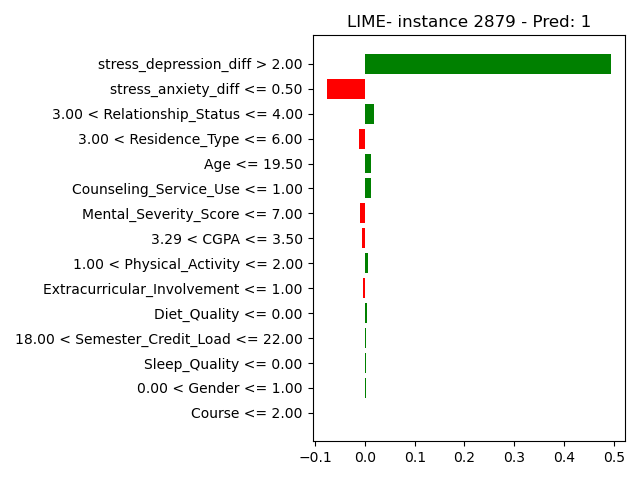 LIME- instance 2879 - Pred: 1
stress_depression_diff > 2.00
stress_anxiety_diff <= 0.50
3.00 < Relationship_Status <= 4.00
3.00 < Residence_Type <= 6.00
Age <= 19.50
Counseling_Service_Use <= 1.00
Mental_Severity_Score <= 7.00
3.29 < CGPA <= 3.50
1.00 < Physical_Activity <= 2.00
Extracurricular_Involvement <= 1.00
Diet_Quality <= 0.00
18.00 < Semester_Credit_Load <= 22.00
Sleep_Quality <= 0.00
0.00 < Gender <= 1.00
Course <= 2.00
−0.1 0.0 0.1 0.2 0.3 0.4 0.5